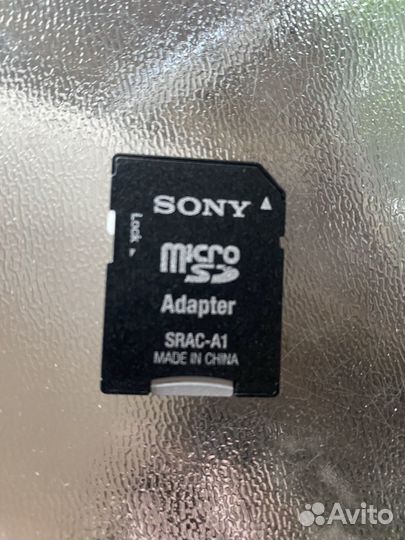 SONY
Lock
micro
SD
Adapter
SRAC-A1
MADE IN CHINA
Avito